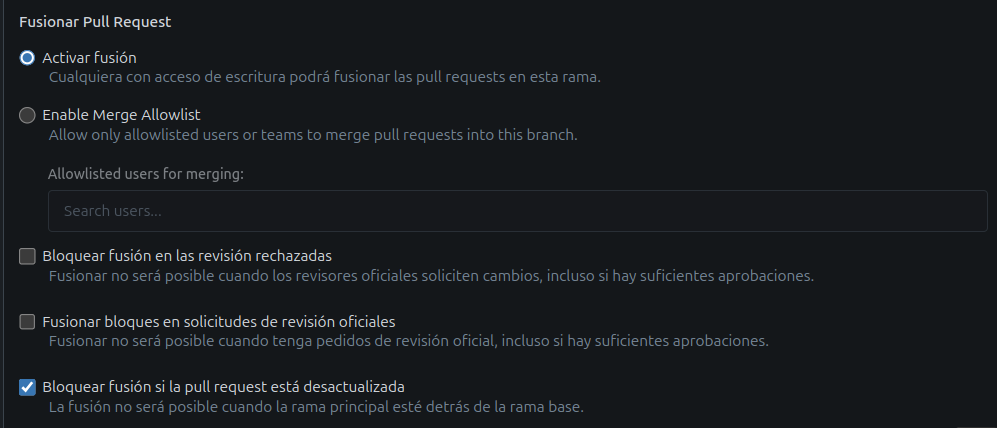 Fusionar Pull Request
Activar fusión
Cualquiera con acceso de escritura podrá fusionar las pull requests en esta rama.
Enable Merge Allowlist
Allow only allowlisted users or teams to merge pull requests into this branch.
Allowlisted users for merging:
Search users...
Bloquear fusión en las revisión rechazadas
Fusionar no será posible cuando los revisores oficiales soliciten cambios, incluso si hay suficientes aprobaciones.
Fusionar bloques en solicitudes de revisión oficiales
Fusionar no será posible cuando tenga pedidos de revisión oficial, incluso si hay suficientes aprobaciones.
Bloquear fusión si la pull request está desactualizada
La fusión no será posible cuando la rama principal esté detrás de la rama base.